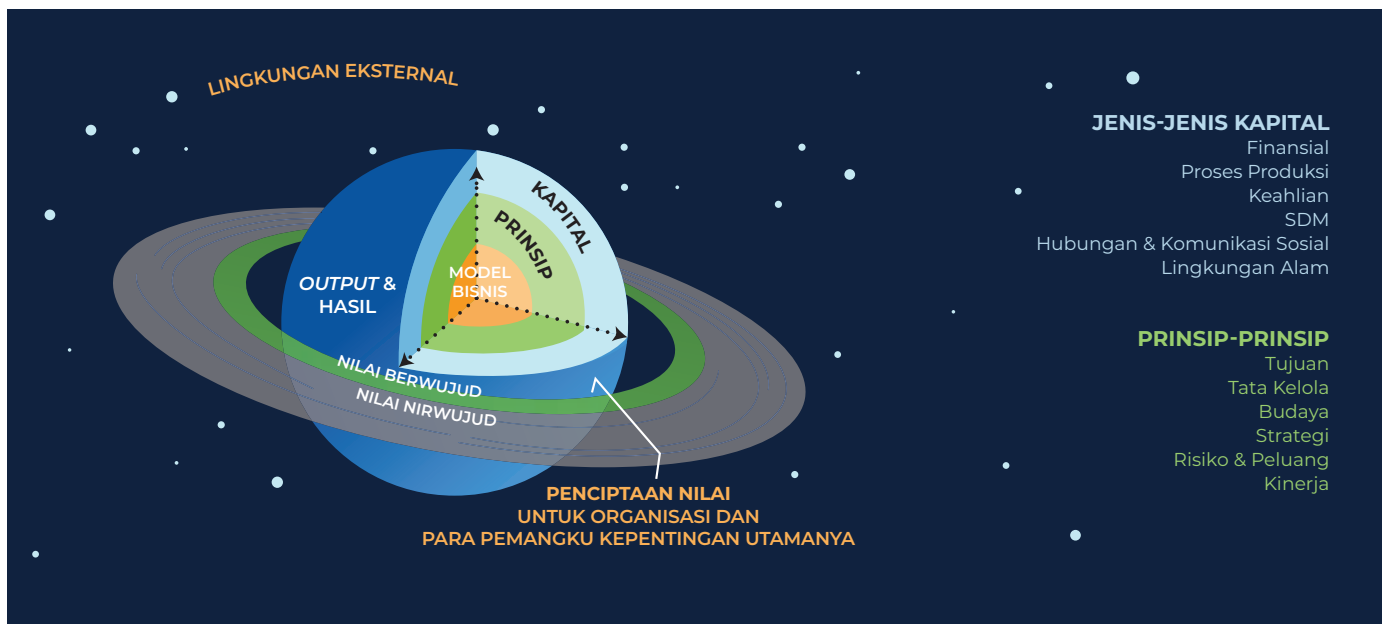 LINGKUNGAN EKSTERNAL
KAPITAL
PRINSIP
MODEL
BISNIS
OUTPUT &
HASIL
NILAI BERWUJUD
NILAI NIRWUJUD
PENCIPTAAN NILAI
UNTUK ORGANISASI DAN
PARA PEMANGKU KEPENTINGAN UTAMANYA
JENIS-JENIS KAPITAL
Finansial
Proses Produksi
Keahlian
SDM
Hubungan & Komunikasi Sosial
Lingkungan Alam
PRINSIP-PRINSIP
Tujuan
Tata Kelola
Budaya
Strategi
Risiko & Peluang
Kinerja